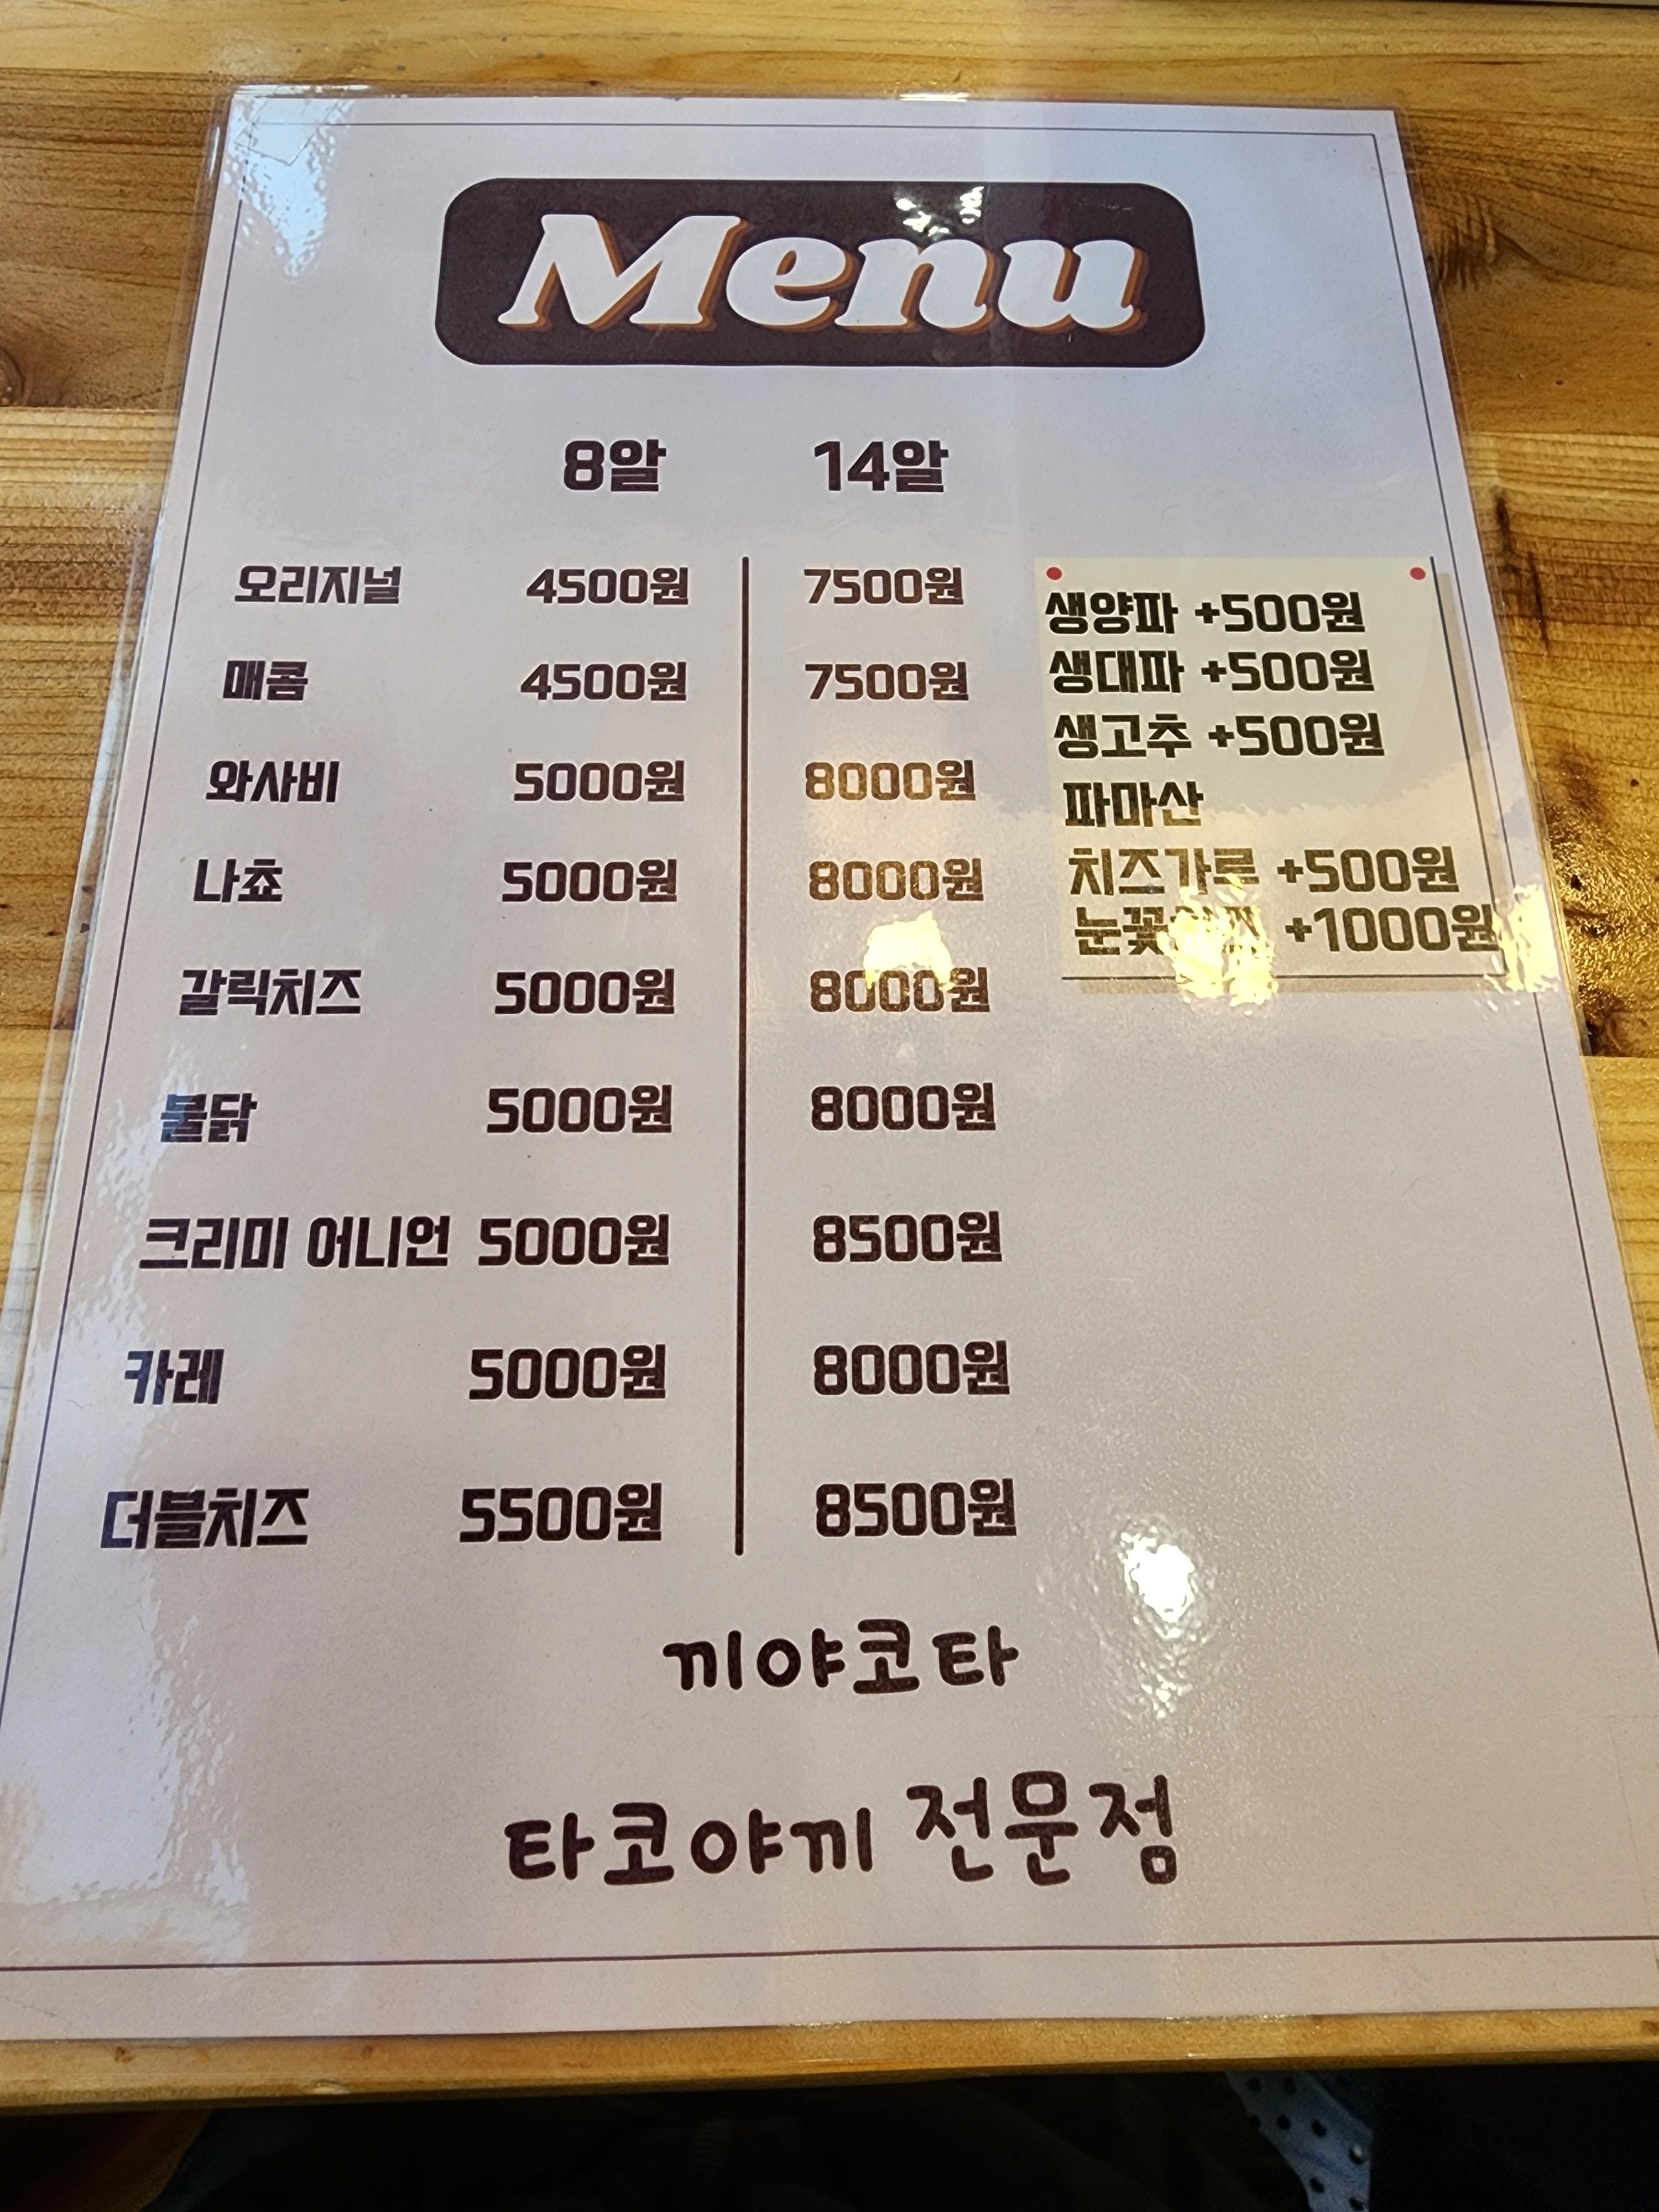 Menu
8알 14알
오리지널 4500원 7500원
매콤 4500원 7500원
와사비 5000원 8000원
나쵸 5000원 8000원
갈릭치즈 5000원 8000원
불닭 5000원 8000원
크리미 어니언 5000원 8500원
카레 5000원 8000원
더블치즈 5500원 8500원
생양파 +500원
생대파 +500원
생고추 +500원
파마산
치즈가루 +500원
눈꽃치즈 +1000원
끼야코타
타코야끼 전문점